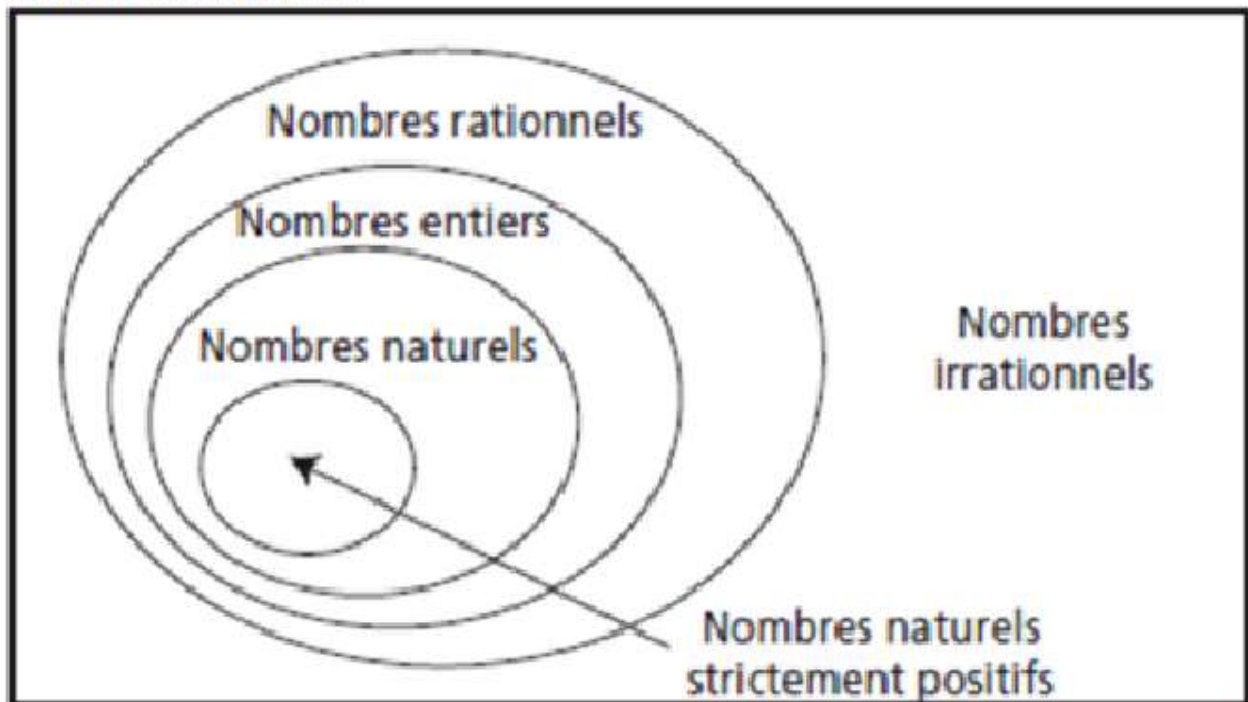 Nombres rationnels
Nombres entiers
Nombres naturels
Nombres
irrationnels
Nombres naturels
strictement positifs